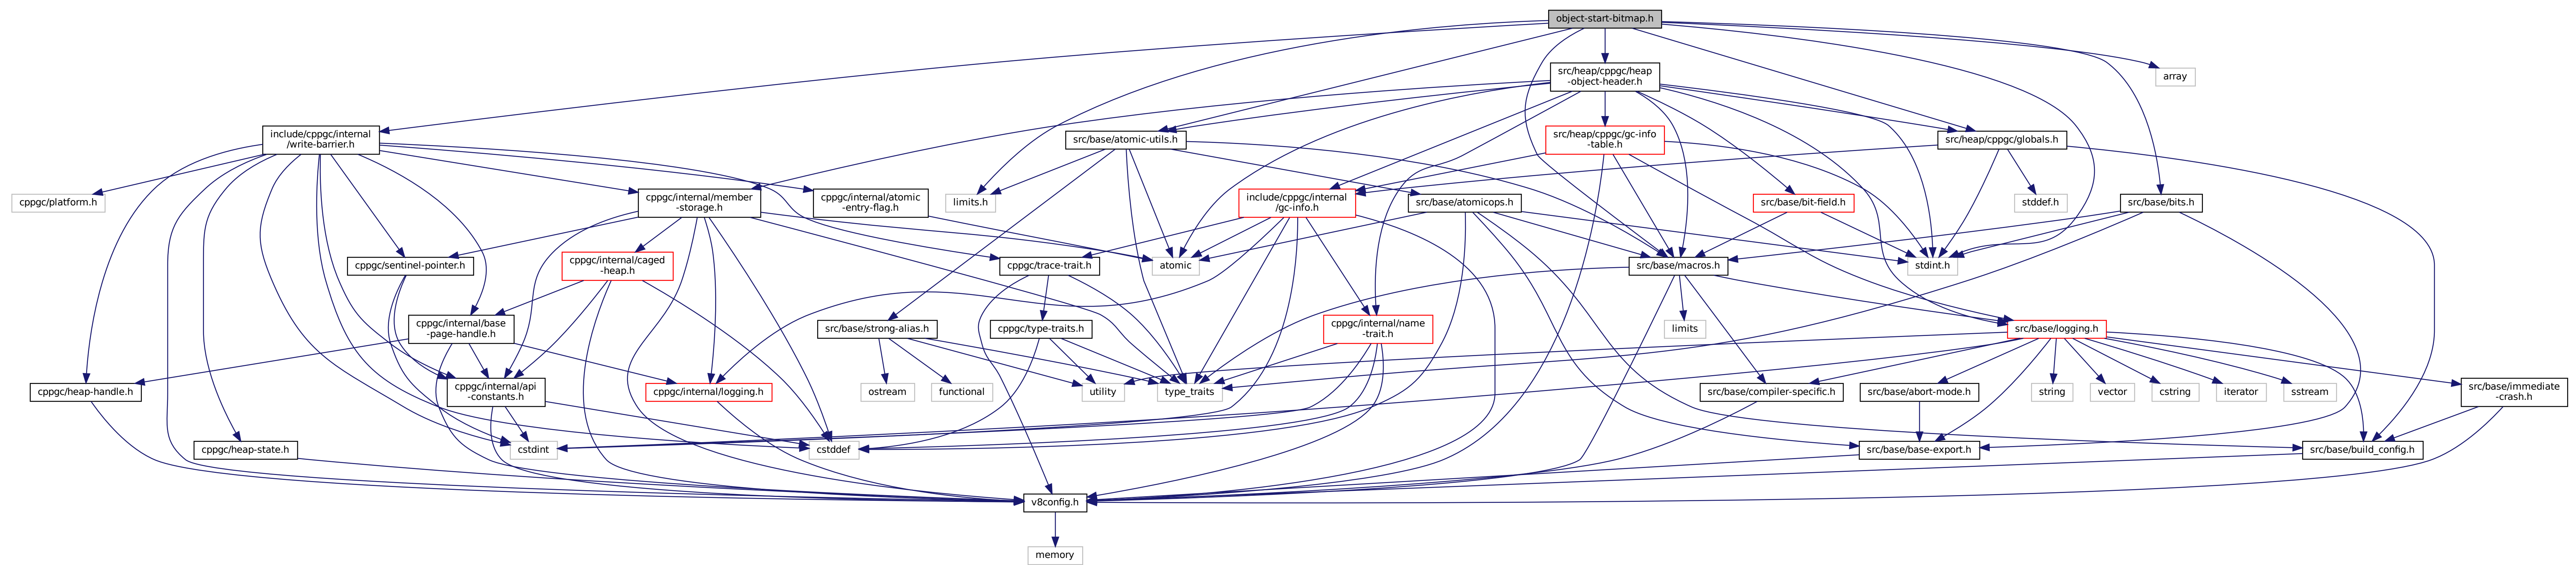 object-start-bitmap.h
src/heap/cppgc/heap
-object-header.h
array
include/cppgc/internal
/write-barrier.h
src/base/atomic-utils.h
src/heap/cppgc/gc-info
-table.h
src/heap/cppgc/globals.h
cppgc/platform.h
cppgc/internal/member
-storage.h
cppgc/internal/atomic
-entry-flag.h
limits.h
include/cppgc/internal
/gc-info.h
src/base/atomicops.h
src/base/bit-field.h
stddef.h
src/base/bits.h
cppgc/sentinel-pointer.h
cppgc/internal/caged
-heap.h
cppgc/trace-trait.h
atomic
src/base/macros.h
stdint.h
cppgc/internal/base
-page-handle.h
src/base/strong-alias.h
cppgc/type-traits.h
cppgc/internal/name
-trait.h
limits
src/base/logging.h
cppgc/heap-handle.h
cppgc/internal/api
-constants.h
cppgc/internal/logging.h
ostream
functional
utility
type_traits
src/base/compiler-specific.h
src/base/abort-mode.h
string
vector
cstring
iterator
sstream
src/base/immediate
-crash.h
cppgc/heap-state.h
cstdint
cstddef
src/base/base-export.h
src/base/build_config.h
v8config.h
memory